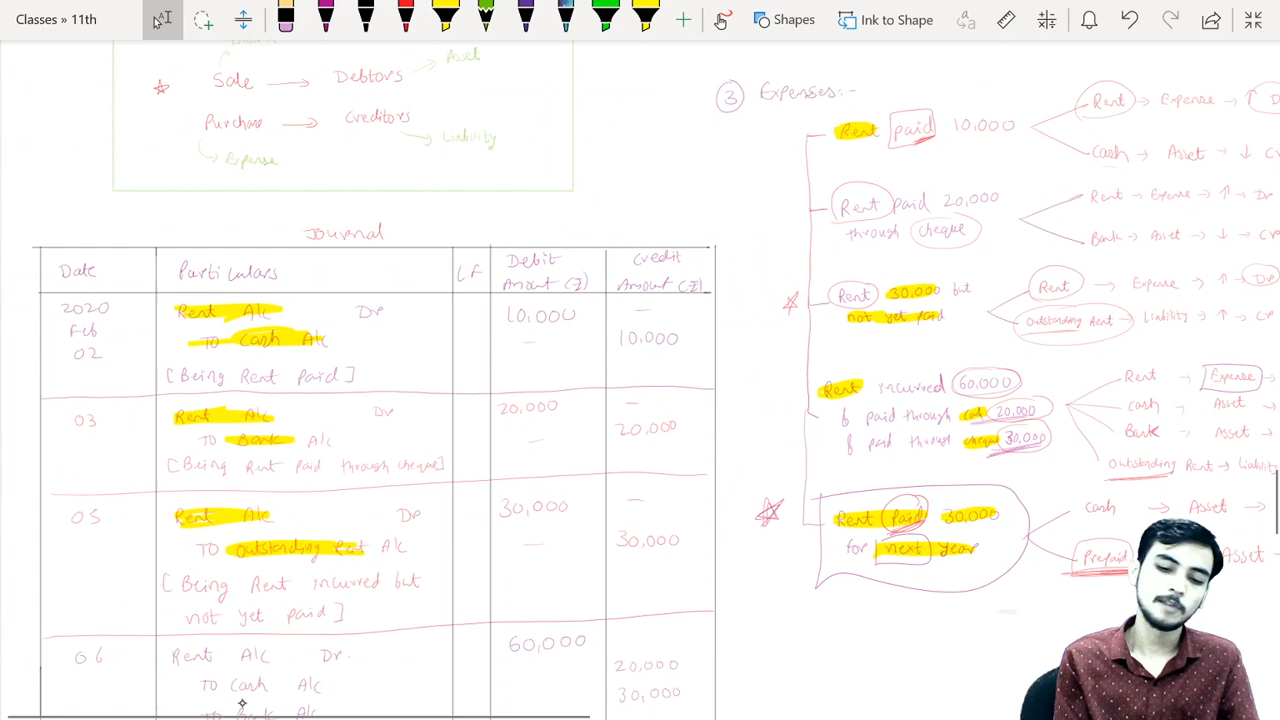 Classes » 11th
Shapes
Ink to Shape
Sale → Debtors
Asset
Purchase → Creditors
Liability
Expense
Journal
Date Particulars LF Debit Amount (₹) Credit Amount (₹)
2020
Feb
02 Rent A/c Dr 10,000 —
To Cash A/c — 10,000
[Being Rent paid]
03 Rent A/c Dr 20,000 —
To Bank A/c — 20,000
[Being Rent Paid through cheque]
05 Rent A/c Dr 30,000 —
To Outstanding Rent A/c — 30,000
[Being Rent incurred but
not yet paid]
06 Rent A/c Dr. 60,000
To Cash A/c 20,000
To Bank A/c 30,000
③ Expenses:-
Rent paid 10,000
Rent → Expense → ↑ Dr
Cash → Asset → ↓ Cr
Rent Paid 20,000
through cheque
Rent → Expense → ↑ → Dr
Bank → Asset → ↓ → Cr
Rent 30,000 but
not yet paid
Rent → Expense → ↑ → Dr
Outstanding Rent → Liability → ↑ → Cr
Rent incurred 60,000
& paid through cash 20,000
& paid through cheque 30,000
Rent → Expense
Cash → Asset →
Bank → Asset →
Outstanding Rent → Liabilit
Rent Paid 30,000
for next year
Cash → Asset →
Prepaid Asset →